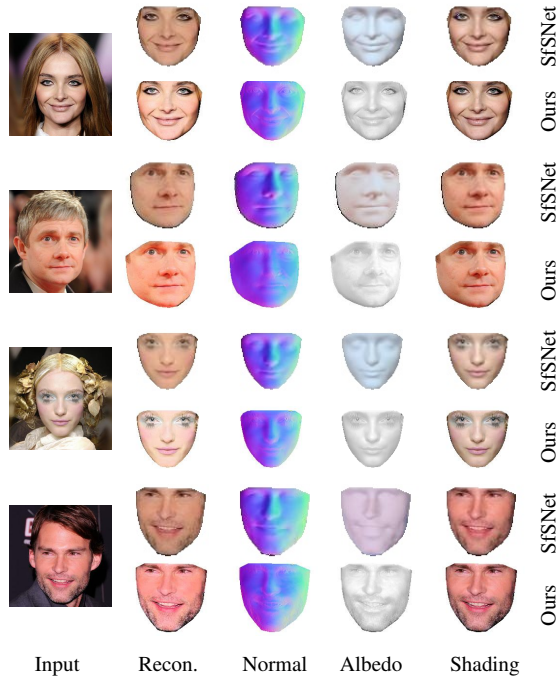 SfSNet
Ours
SfSNet
Ours
SfSNet
Ours
SfSNet
Ours
Input Recon. Normal Albedo Shading